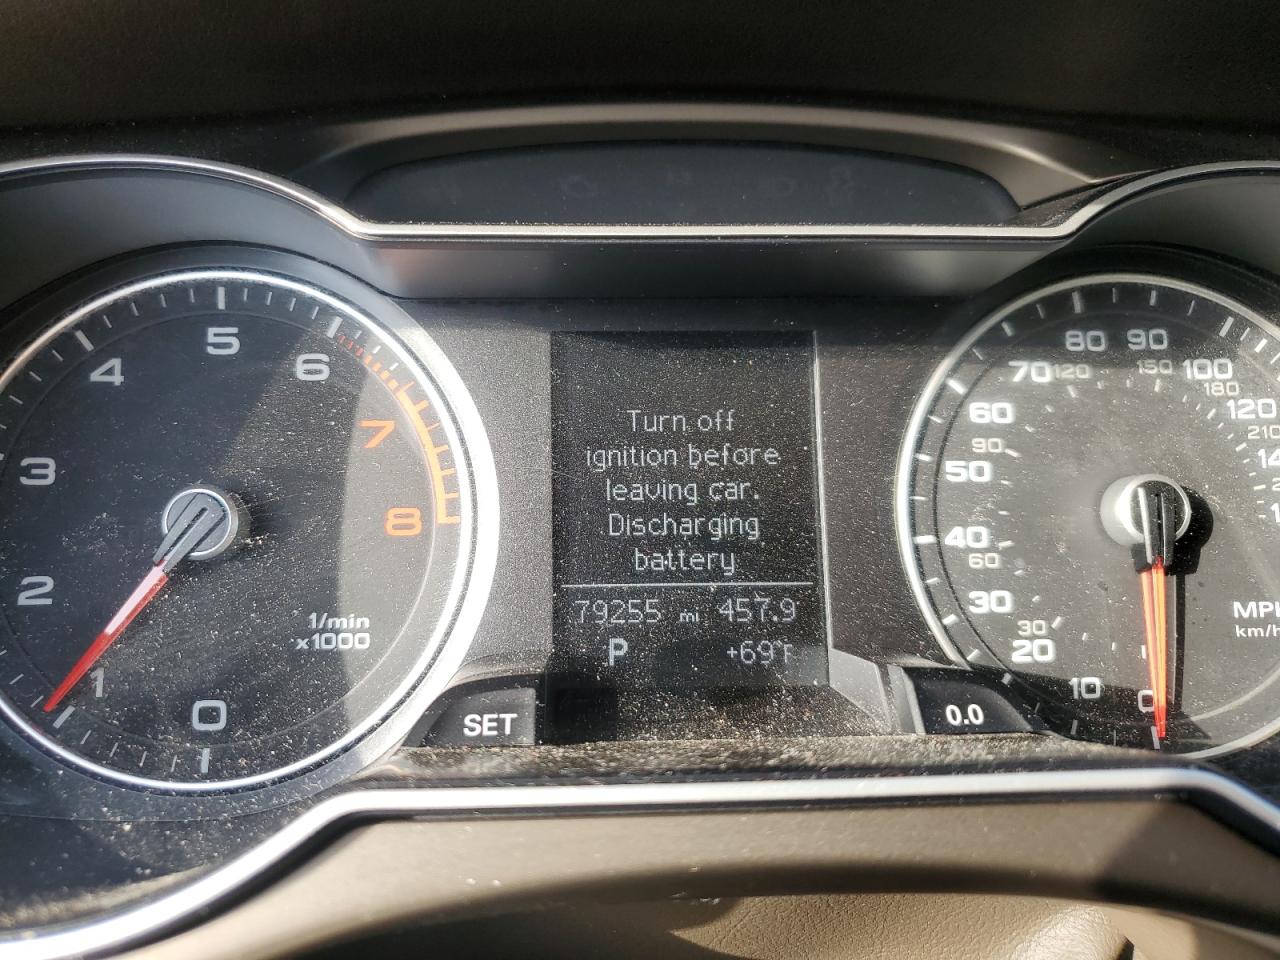 5
4
6
3
7
2
8
1
0
1/min
x1000
SET
Turn off
ignition before
leaving car.
Discharging
battery
79255 mi 457.9
P +69°F
0.0
80 90
70 120 150 100
180
60 120
90 210
50
40
60
30
30
20
10 0
km/h